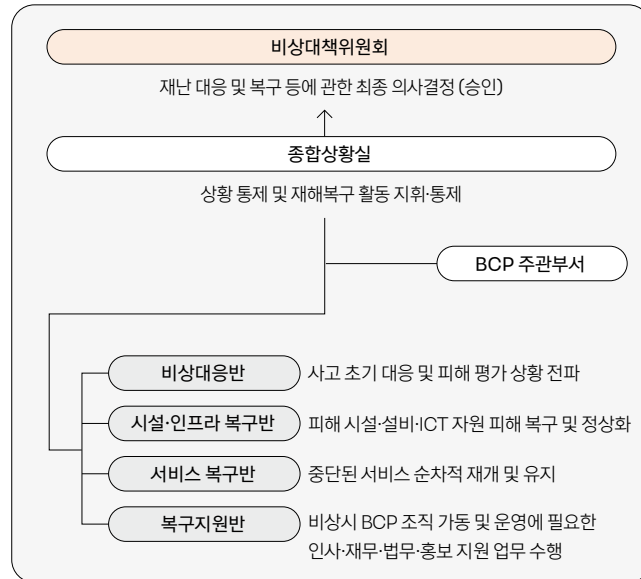 비상대책위원회
재난 대응 및 복구 등에 관한 최종 의사결정 (승인)
종합상황실
상황 통제 및 재해복구 활동 지휘·통제
BCP 주관부서
비상대응반 사고 초기 대응 및 피해 평가 상황 전파
시설·인프라 복구반 피해 시설·설비·ICT 자원 피해 복구 및 정상화
서비스 복구반 중단된 서비스 순차적 재개 및 유지
복구지원반 비상시 BCP 조직 가동 및 운영에 필요한
인사·재무·법무·홍보 지원 업무 수행